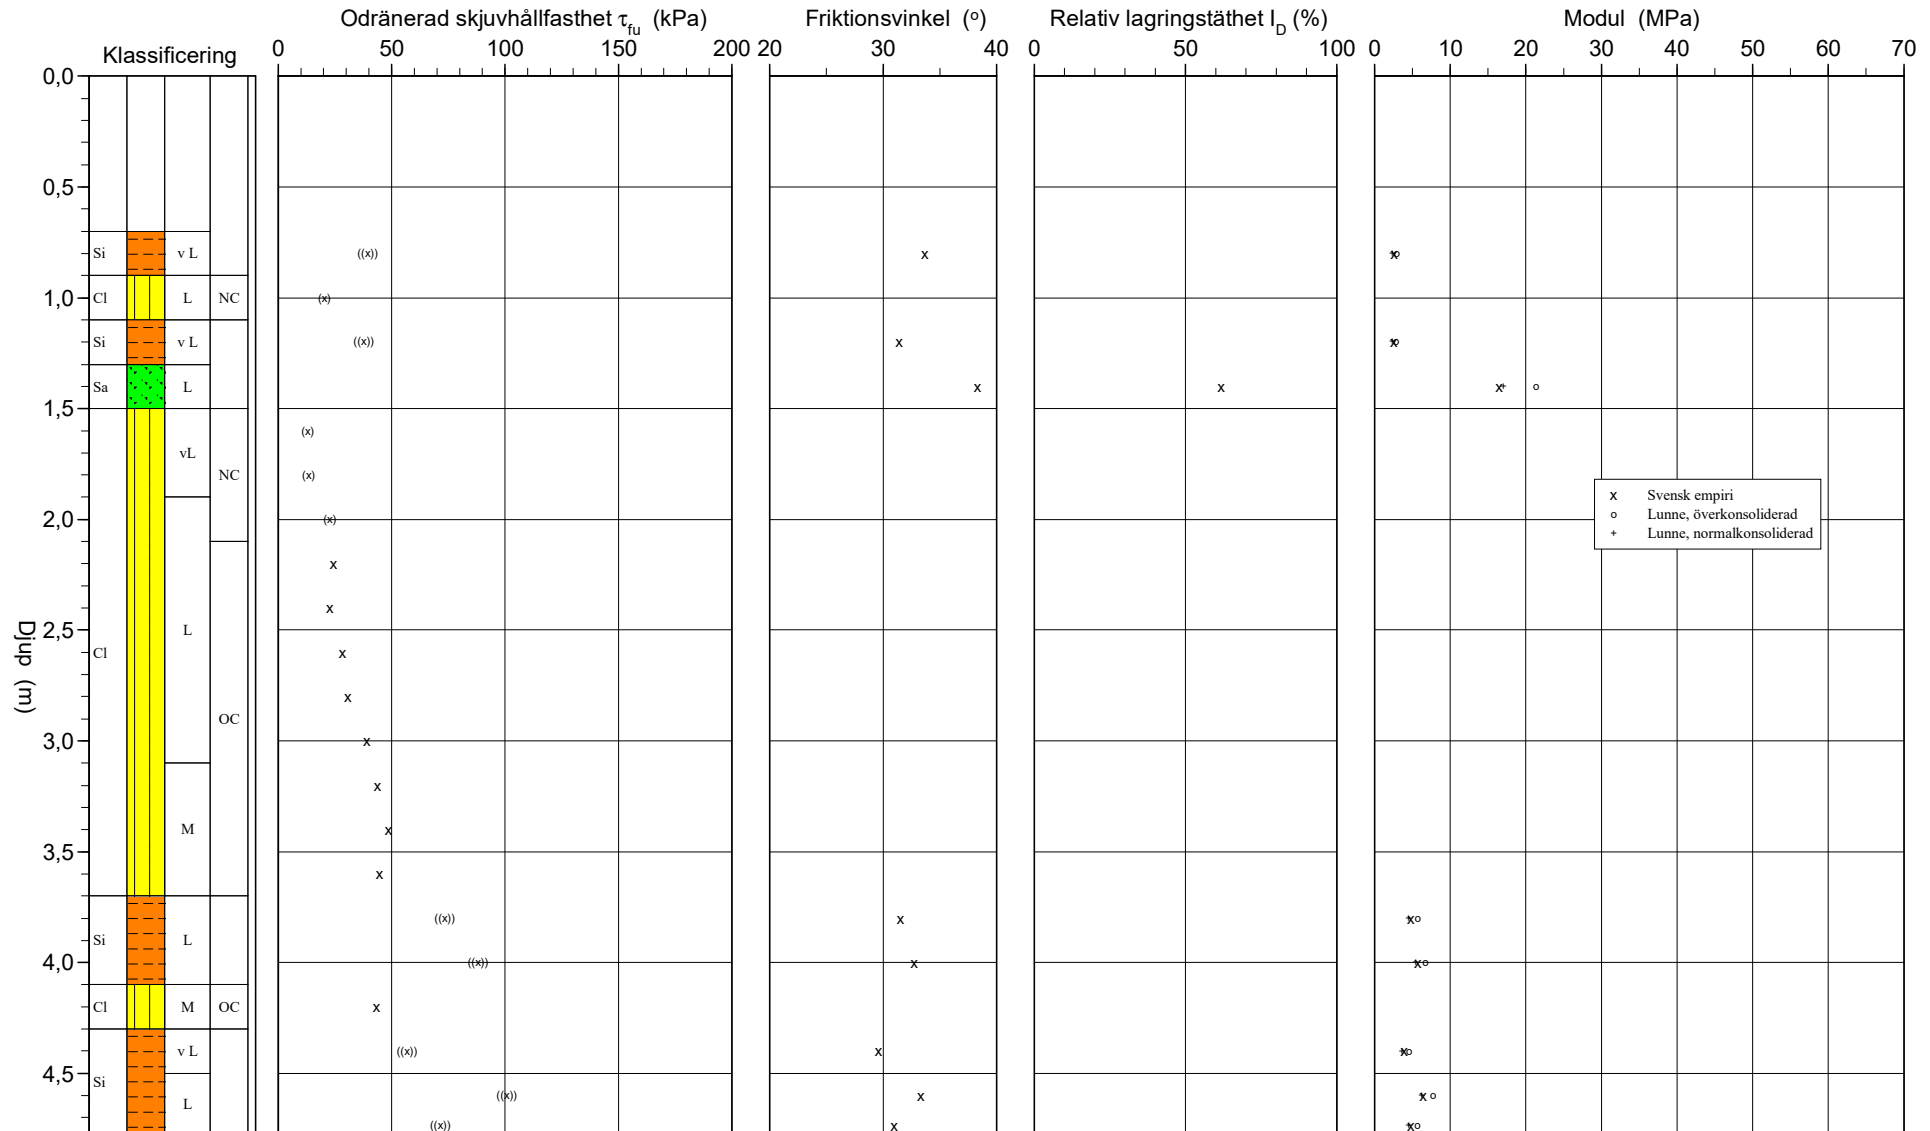 Odränerad skjuvhållfasthet τfu (kPa) Friktionsvinkel (o) Relativ lagringstäthet ID (%) Modul (MPa)
Klassificering 0 50 100 150 200 20 30 40 0 50 100 0 10 20 30 40 50 60 70
0,0
0,5
Si v L ((x)) x x o
1,0 Cl L NC (x)
Si v L ((x)) x x o
Sa L x x x + o
1,5
(x)
vL
NC (x)
x Svensk empiri
o Lunne, överkonsoliderad
+ Lunne, normalkonsoliderad
2,0 (x)
x
x
2,5 L
Djup (m)
Cl x
x
OC
3,0 x
x
M x
3,5
x
((x)) x x o
Si L
4,0 ((x)) x x o
Cl M OC x
v L ((x)) x x o
4,5
Si
L ((x)) x x o
((x)) x x o